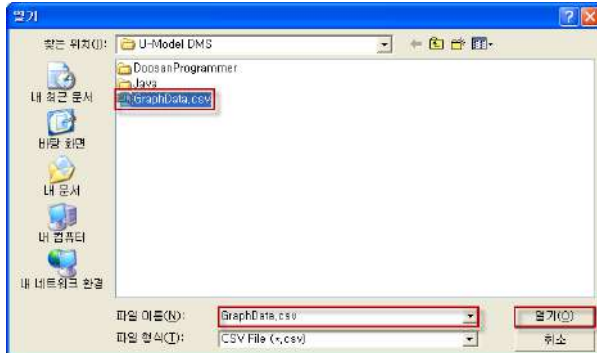 열기
찾는 위치(I):
U-Model DMS
DoosanProgrammer
Java
GraphData.csv
내 최근 문서
바탕 화면
내 문서
내 컴퓨터
내 네트워크 환경
파일 이름(N):
GraphData.csv
열기(O)
파일 형식(T):
CSV File (*.csv)
취소